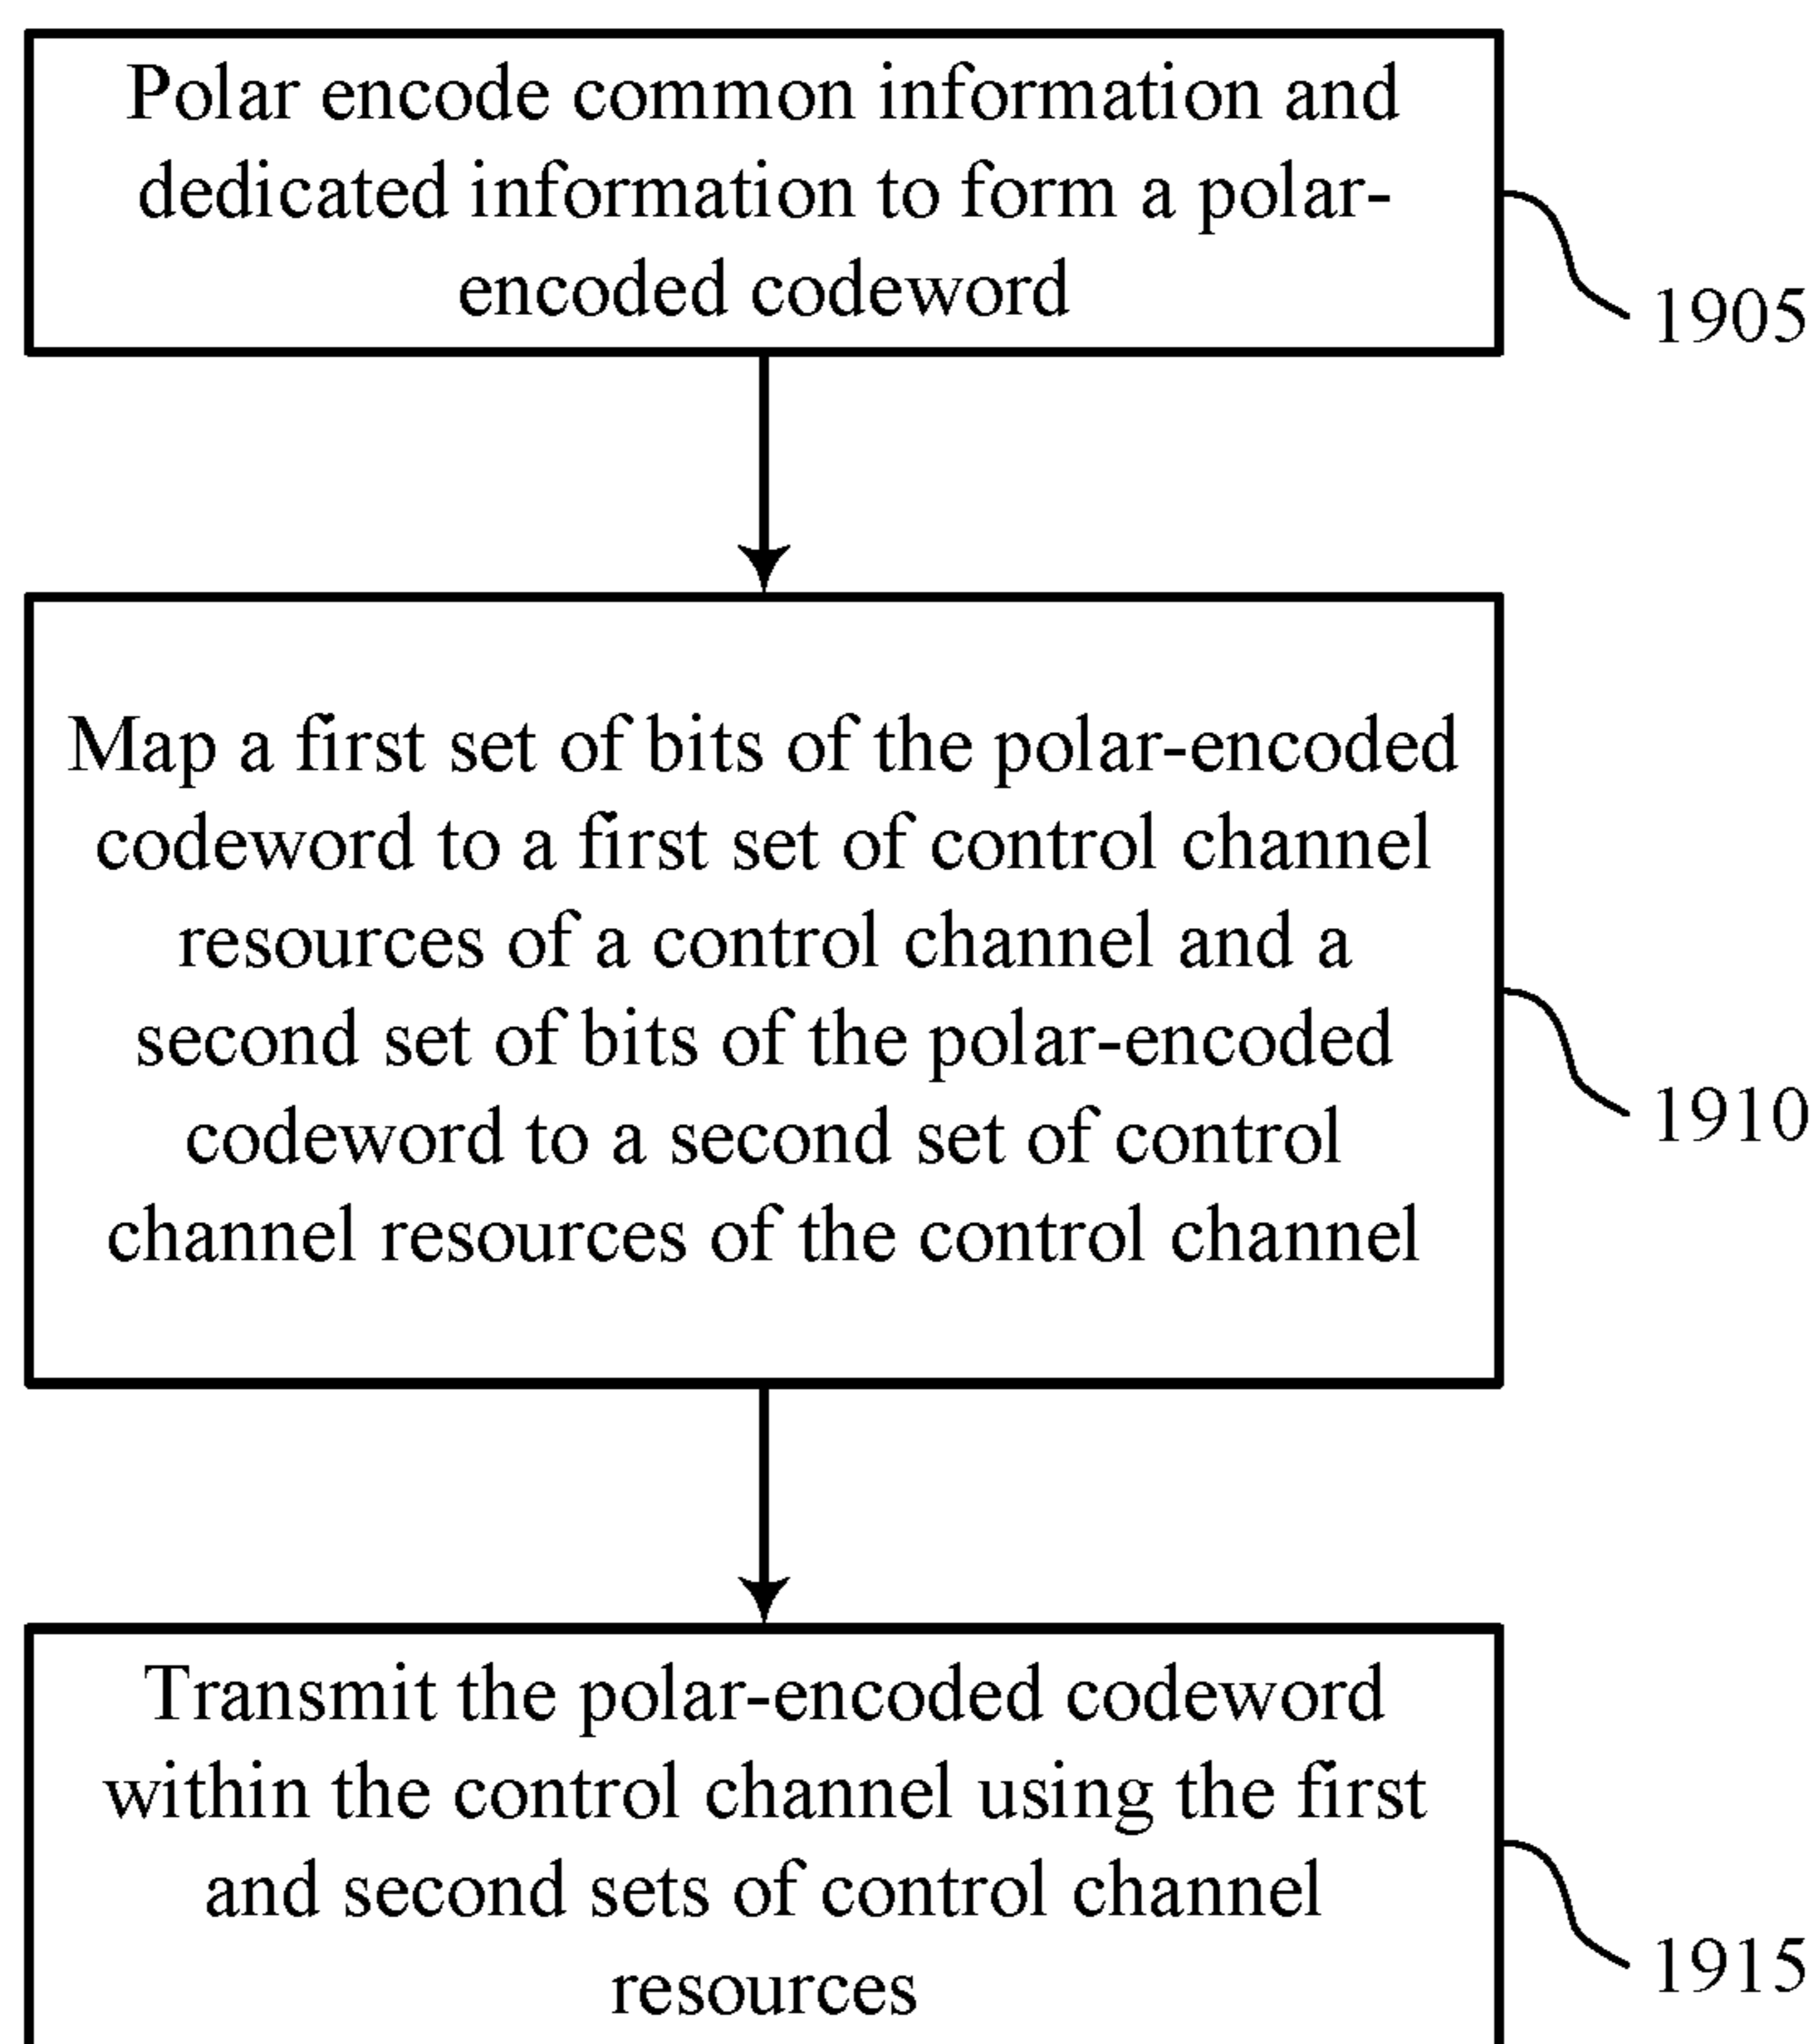 Polar encode common information and
dedicated information to form a polar-
encoded codeword
1905
Map a first set of bits of the polar-encoded
codeword to a first set of control channel
resources of a control channel and a
second set of bits of the polar-encoded
codeword to a second set of control
channel resources of the control channel
1910
Transmit the polar-encoded codeword
within the control channel using the first
and second sets of control channel
resources
1915